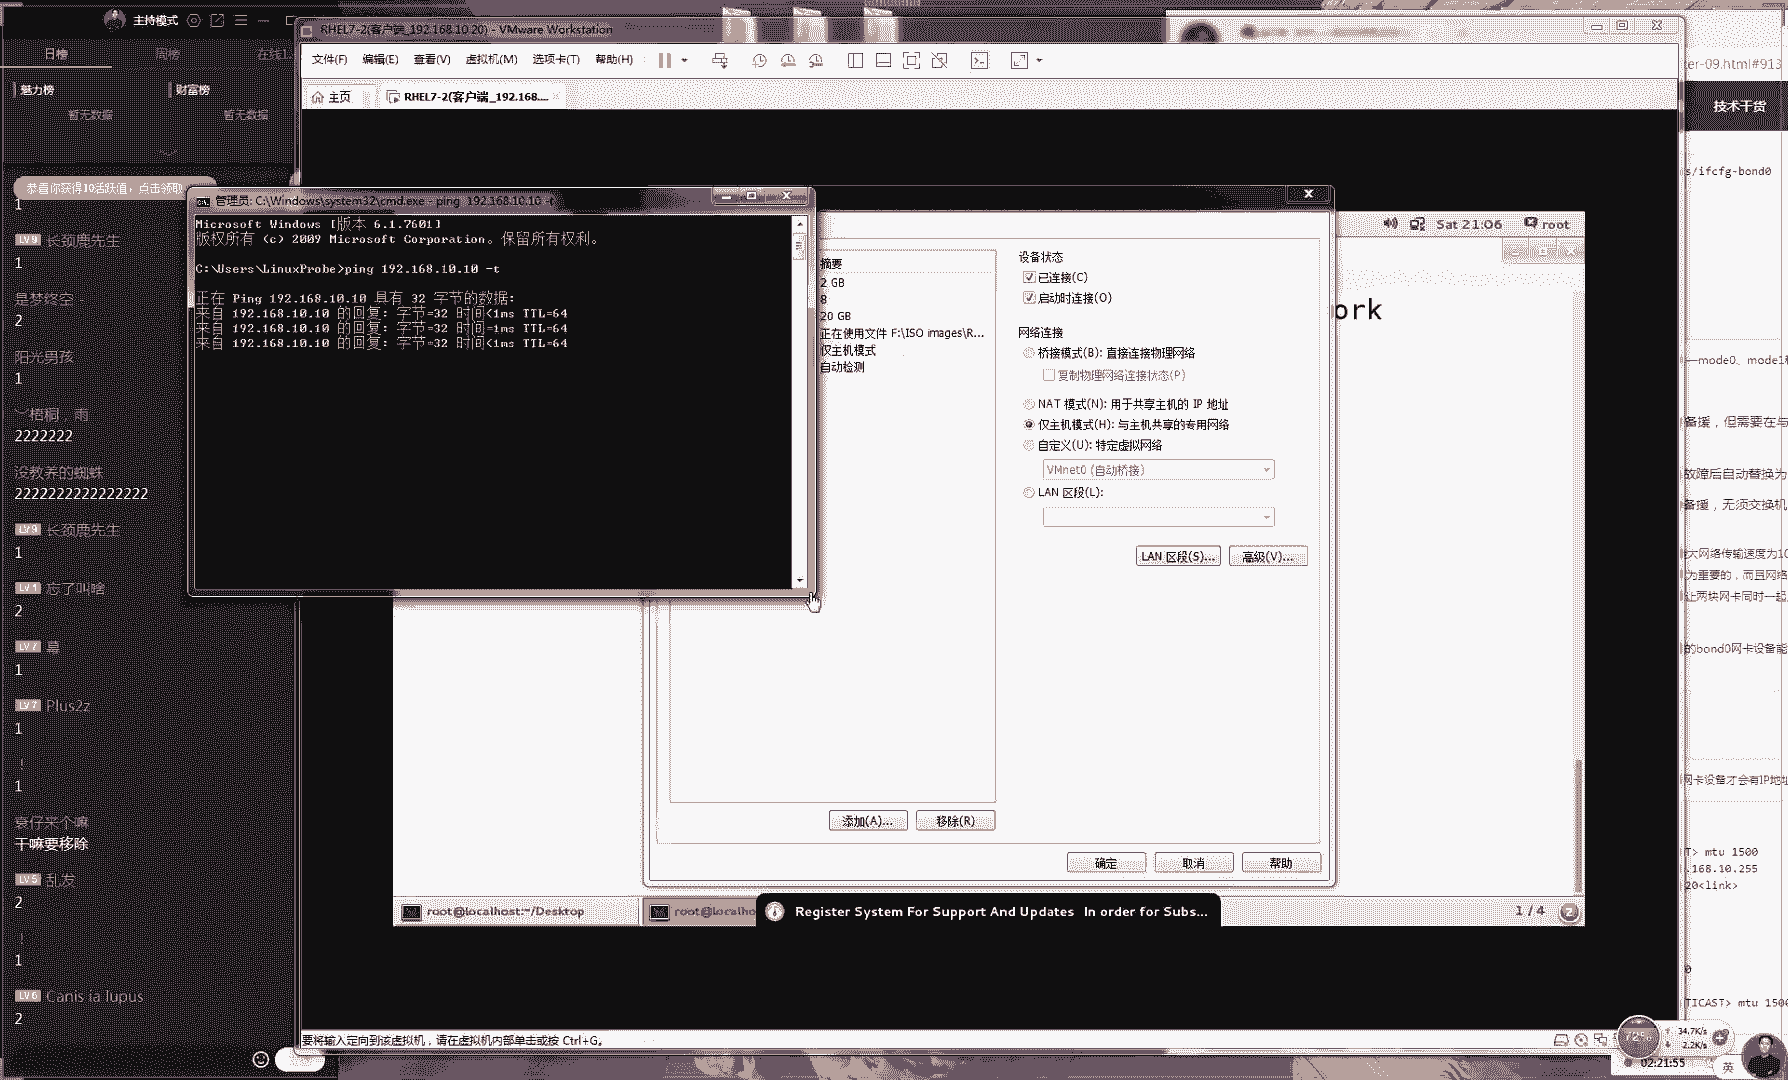 主持模式
日榜
周榜
在线1...
魅力榜
财富榜
暂无数据
暂无数据
恭喜你获得10活跃值，点击领取
1
LV9 长颈鹿先生
1
是梦终空
2
阳光男孩
1
梧桐，雨
2222222
没教养的蜘蛛
22222222222222222
LV9 长颈鹿先生
1
LV1 忘了叫啥
2
LV7 暮
1
LV7 Plus2z
1
1
袁仔来个嘛
干嘛要移除
LV5 乱发
2
1
LV6 Canis la lupus
2
RHEL7-2(客户端_192.168.10.20) - VMware Workstation
文件(F) 编辑(E) 查看(V) 虚拟机(M) 选项卡(T) 帮助(H)
主页
RHEL7-2(客户端_192.168....
管理员: C:\Windows\system32\cmd.exe - ping 192.168.10.10 -t
Microsoft Windows [版本 6.1.7601]
版权所有 (c) 2009 Microsoft Corporation。保留所有权利。
C:\Users\LinuxProbe>ping 192.168.10.10 -t
正在 Ping 192.168.10.10 具有 32 字节的数据:
来自 192.168.10.10 的回复: 字节=32 时间<1ms TTL=64
来自 192.168.10.10 的回复: 字节=32 时间=1ms TTL=64
来自 192.168.10.10 的回复: 字节=32 时间<1ms TTL=64
摘要
2 GB
8
20 GB
正在使用文件 F:\ISO images\R...
仅主机模式
自动检测
添加(A)...
移除(R)
设备状态
已连接(C)
启动时连接(O)
网络连接
桥接模式(B): 直接连接物理网络
复制物理网络连接状态(P)
NAT 模式(N): 用于共享主机的 IP 地址
仅主机模式(H): 与主机共享的专用网络
自定义(U): 特定虚拟网络
VMnet0 (自动桥接)
LAN 区段(L):
LAN 区段(S)...
高级(V)...
确定
取消
帮助
Sat 21:06
root
ork
root@localhost:~/Desktop
root@localho
Register System For Support And Updates In order for Subs...
1 / 4
2
要将输入定向到该虚拟机，请在虚拟机内部单击或按 Ctrl+G。
ter-09.html#913
技术干货
s/ifcfg-bond0
—mode0、mode1和
备援，但需要在与
故障后自动替换为
备援，无须交换机
大网络传输速度为10
为重要的，而且网络
让两块网卡同时一起
的bond0网卡设备能
网卡设备才会有IP地址
T> mtu 1500
.168.10.255
20<link>
0
TICAST> mtu 1500
72%
34.7K/s
2.2K/s
02:21:55
英